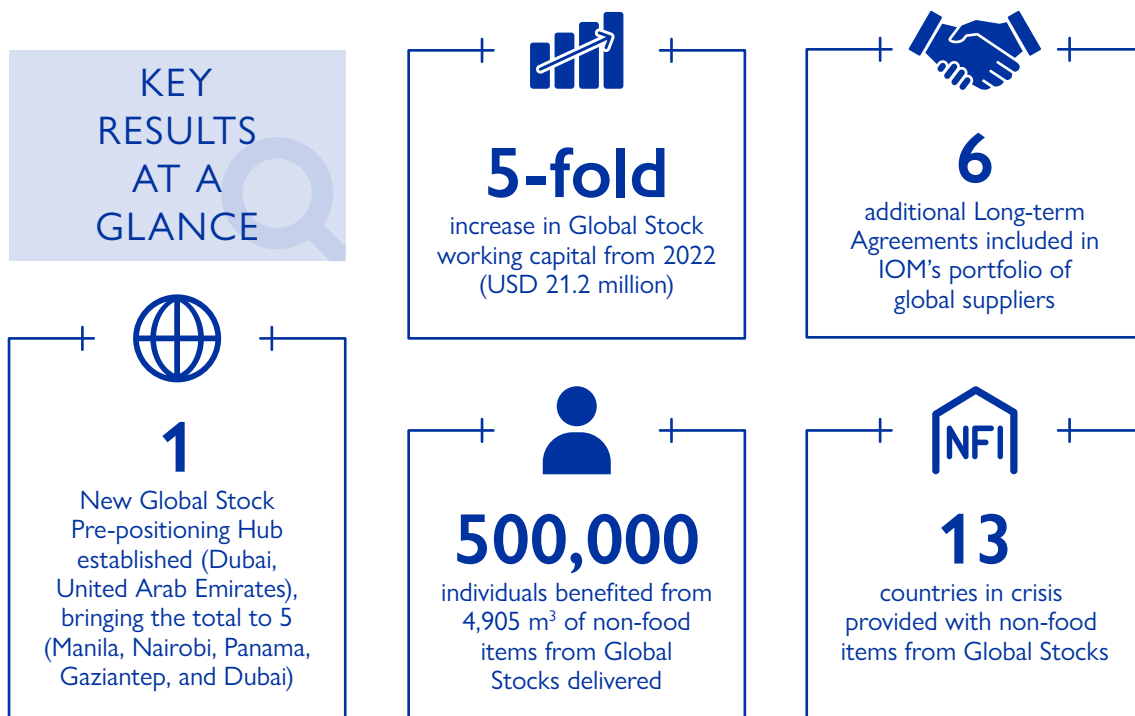 KEY
RESULTS
AT A
GLANCE
5-fold
increase in Global Stock
working capital from 2022
(USD 21.2 million)
6
additional Long-term
Agreements included in
IOM’s portfolio of
global suppliers
1
New Global Stock
Pre-positioning Hub
established (Dubai,
United Arab Emirates),
bringing the total to 5
(Manila, Nairobi, Panama,
Gaziantep, and Dubai)
500,000
individuals benefited from
4,905 m³ of non-food
items from Global
Stocks delivered
NFI
13
countries in crisis
provided with non-food
items from Global Stocks